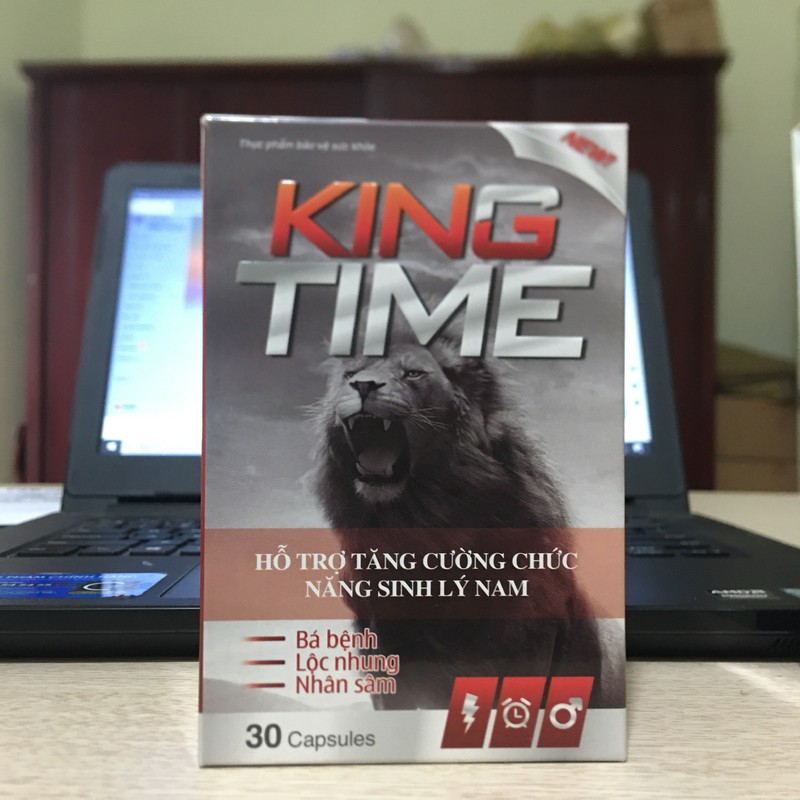 Thực phẩm bảo vệ sức khỏe
NEW!
KING
TIME
HỖ TRỢ TĂNG CƯỜNG CHỨC
NĂNG SINH LÝ NAM
Bá bệnh
Lộc nhung
Nhân sâm
30 Capsules
AMD